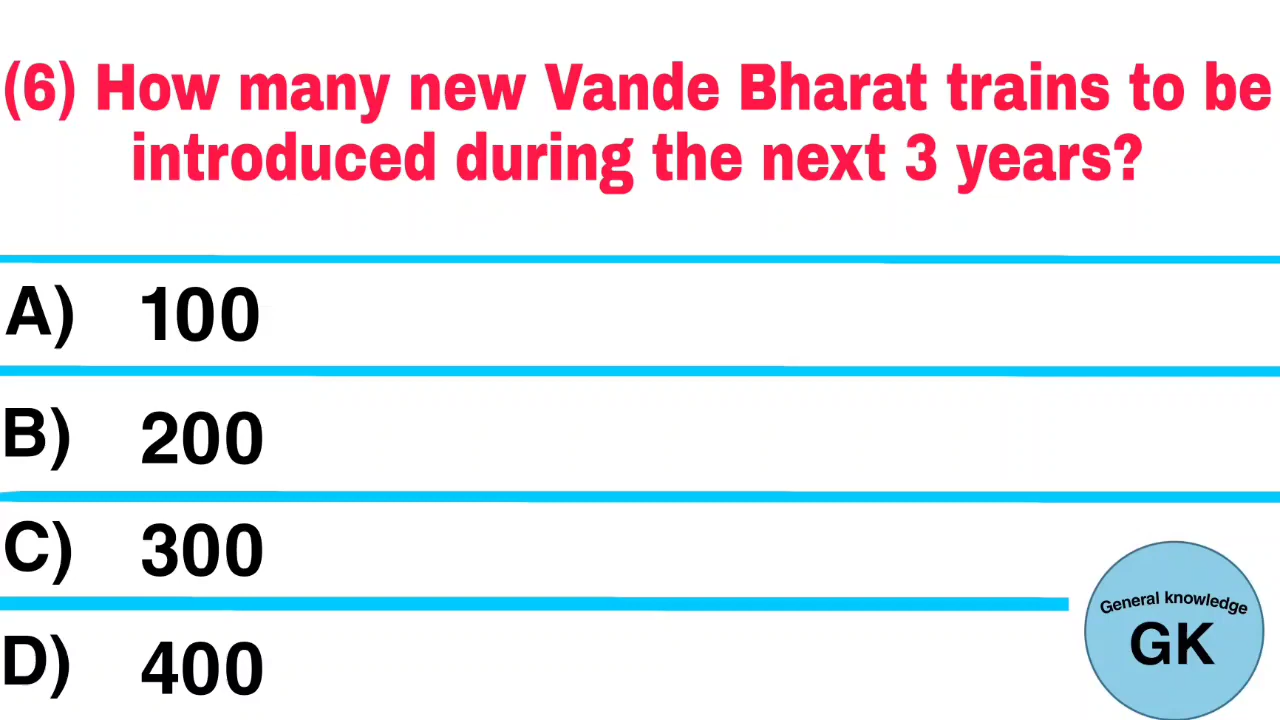 (6) How many new Vande Bharat trains to be
introduced during the next 3 years?
A) 100
B) 200
C) 300
D) 400
General knowledge
GK